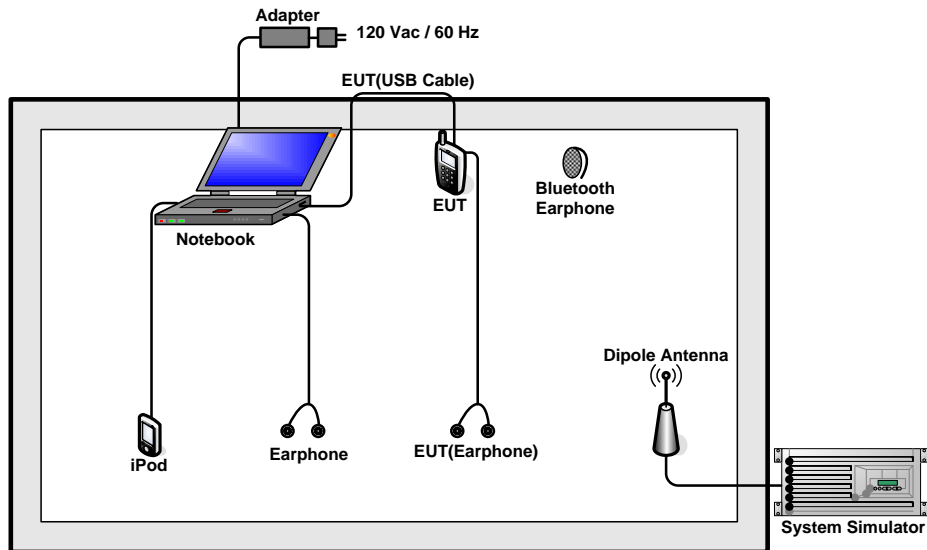 Adapter
120 Vac / 60 Hz
EUT(USB Cable)
EUT
Bluetooth
Earphone
Notebook
Dipole Antenna
iPod
Earphone
EUT(Earphone)
System Simulator